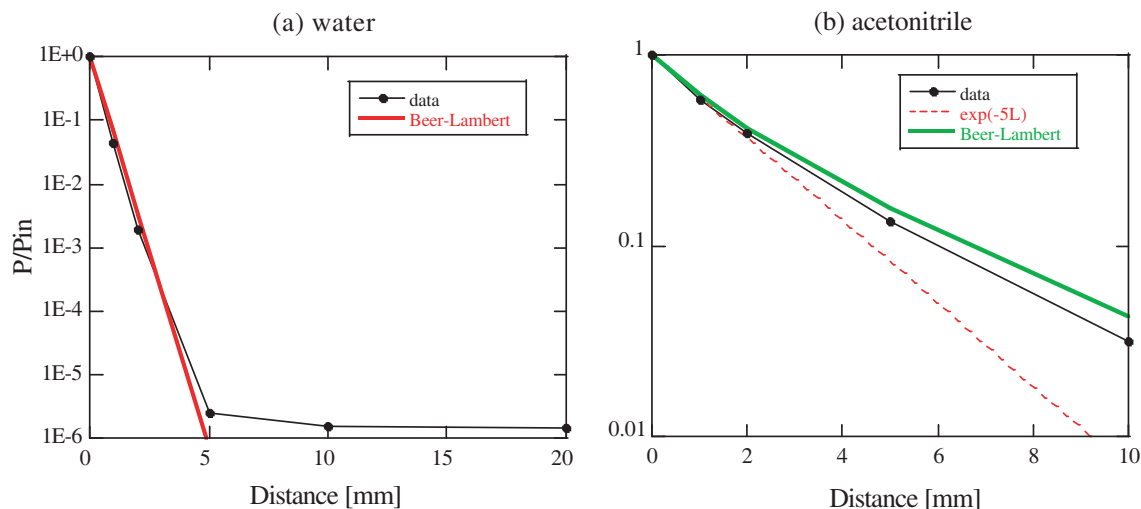 (a) water
1E+0
1E-1
1E-2
1E-3
1E-4
1E-5
1E-6
P/Pin
data
Beer-Lambert
0
5
10
15
20
Distance [mm]
(b) acetonitrile
1
0.1
0.01
data
exp(-5L)
Beer-Lambert
0
2
4
6
8
10
Distance [mm]